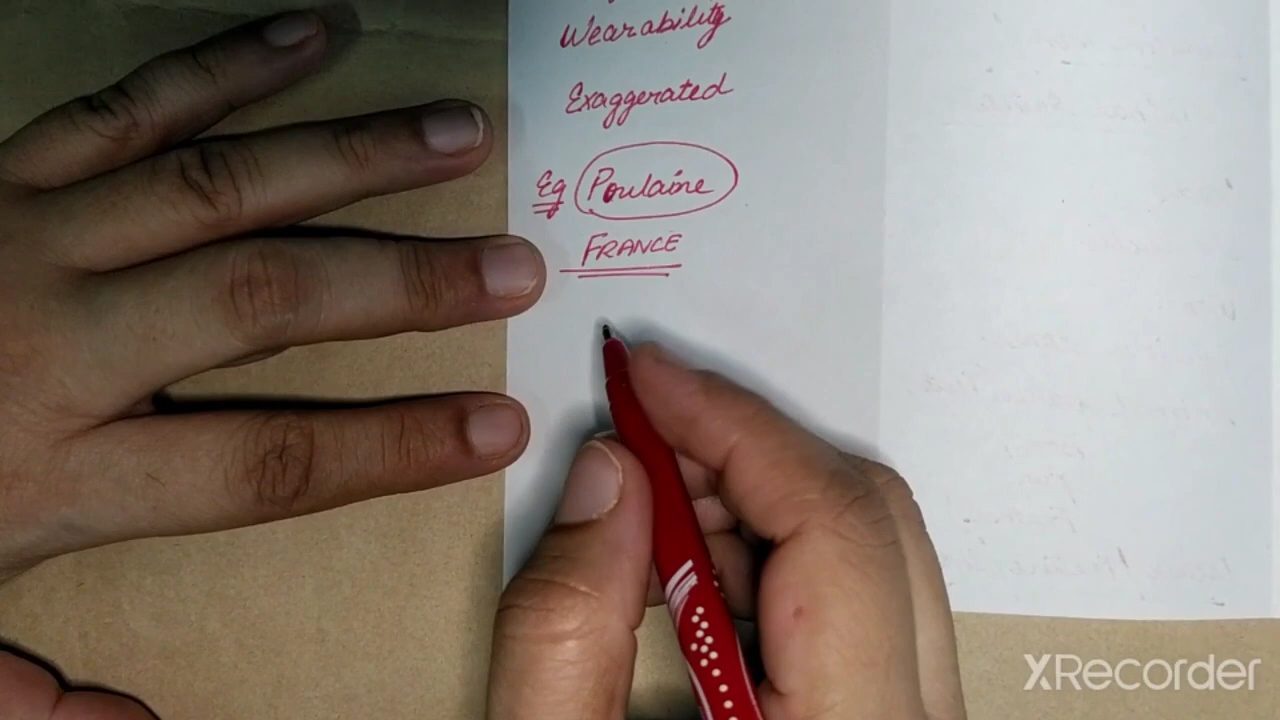 Wearability
Exaggerated
Eg Poulaine
FRANCE
XRecorder